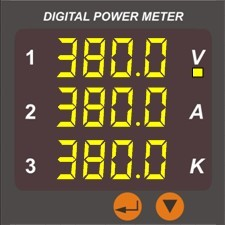 DIGITAL POWER METER
1 380.0 V
2 380.0 A
3 380.0 K